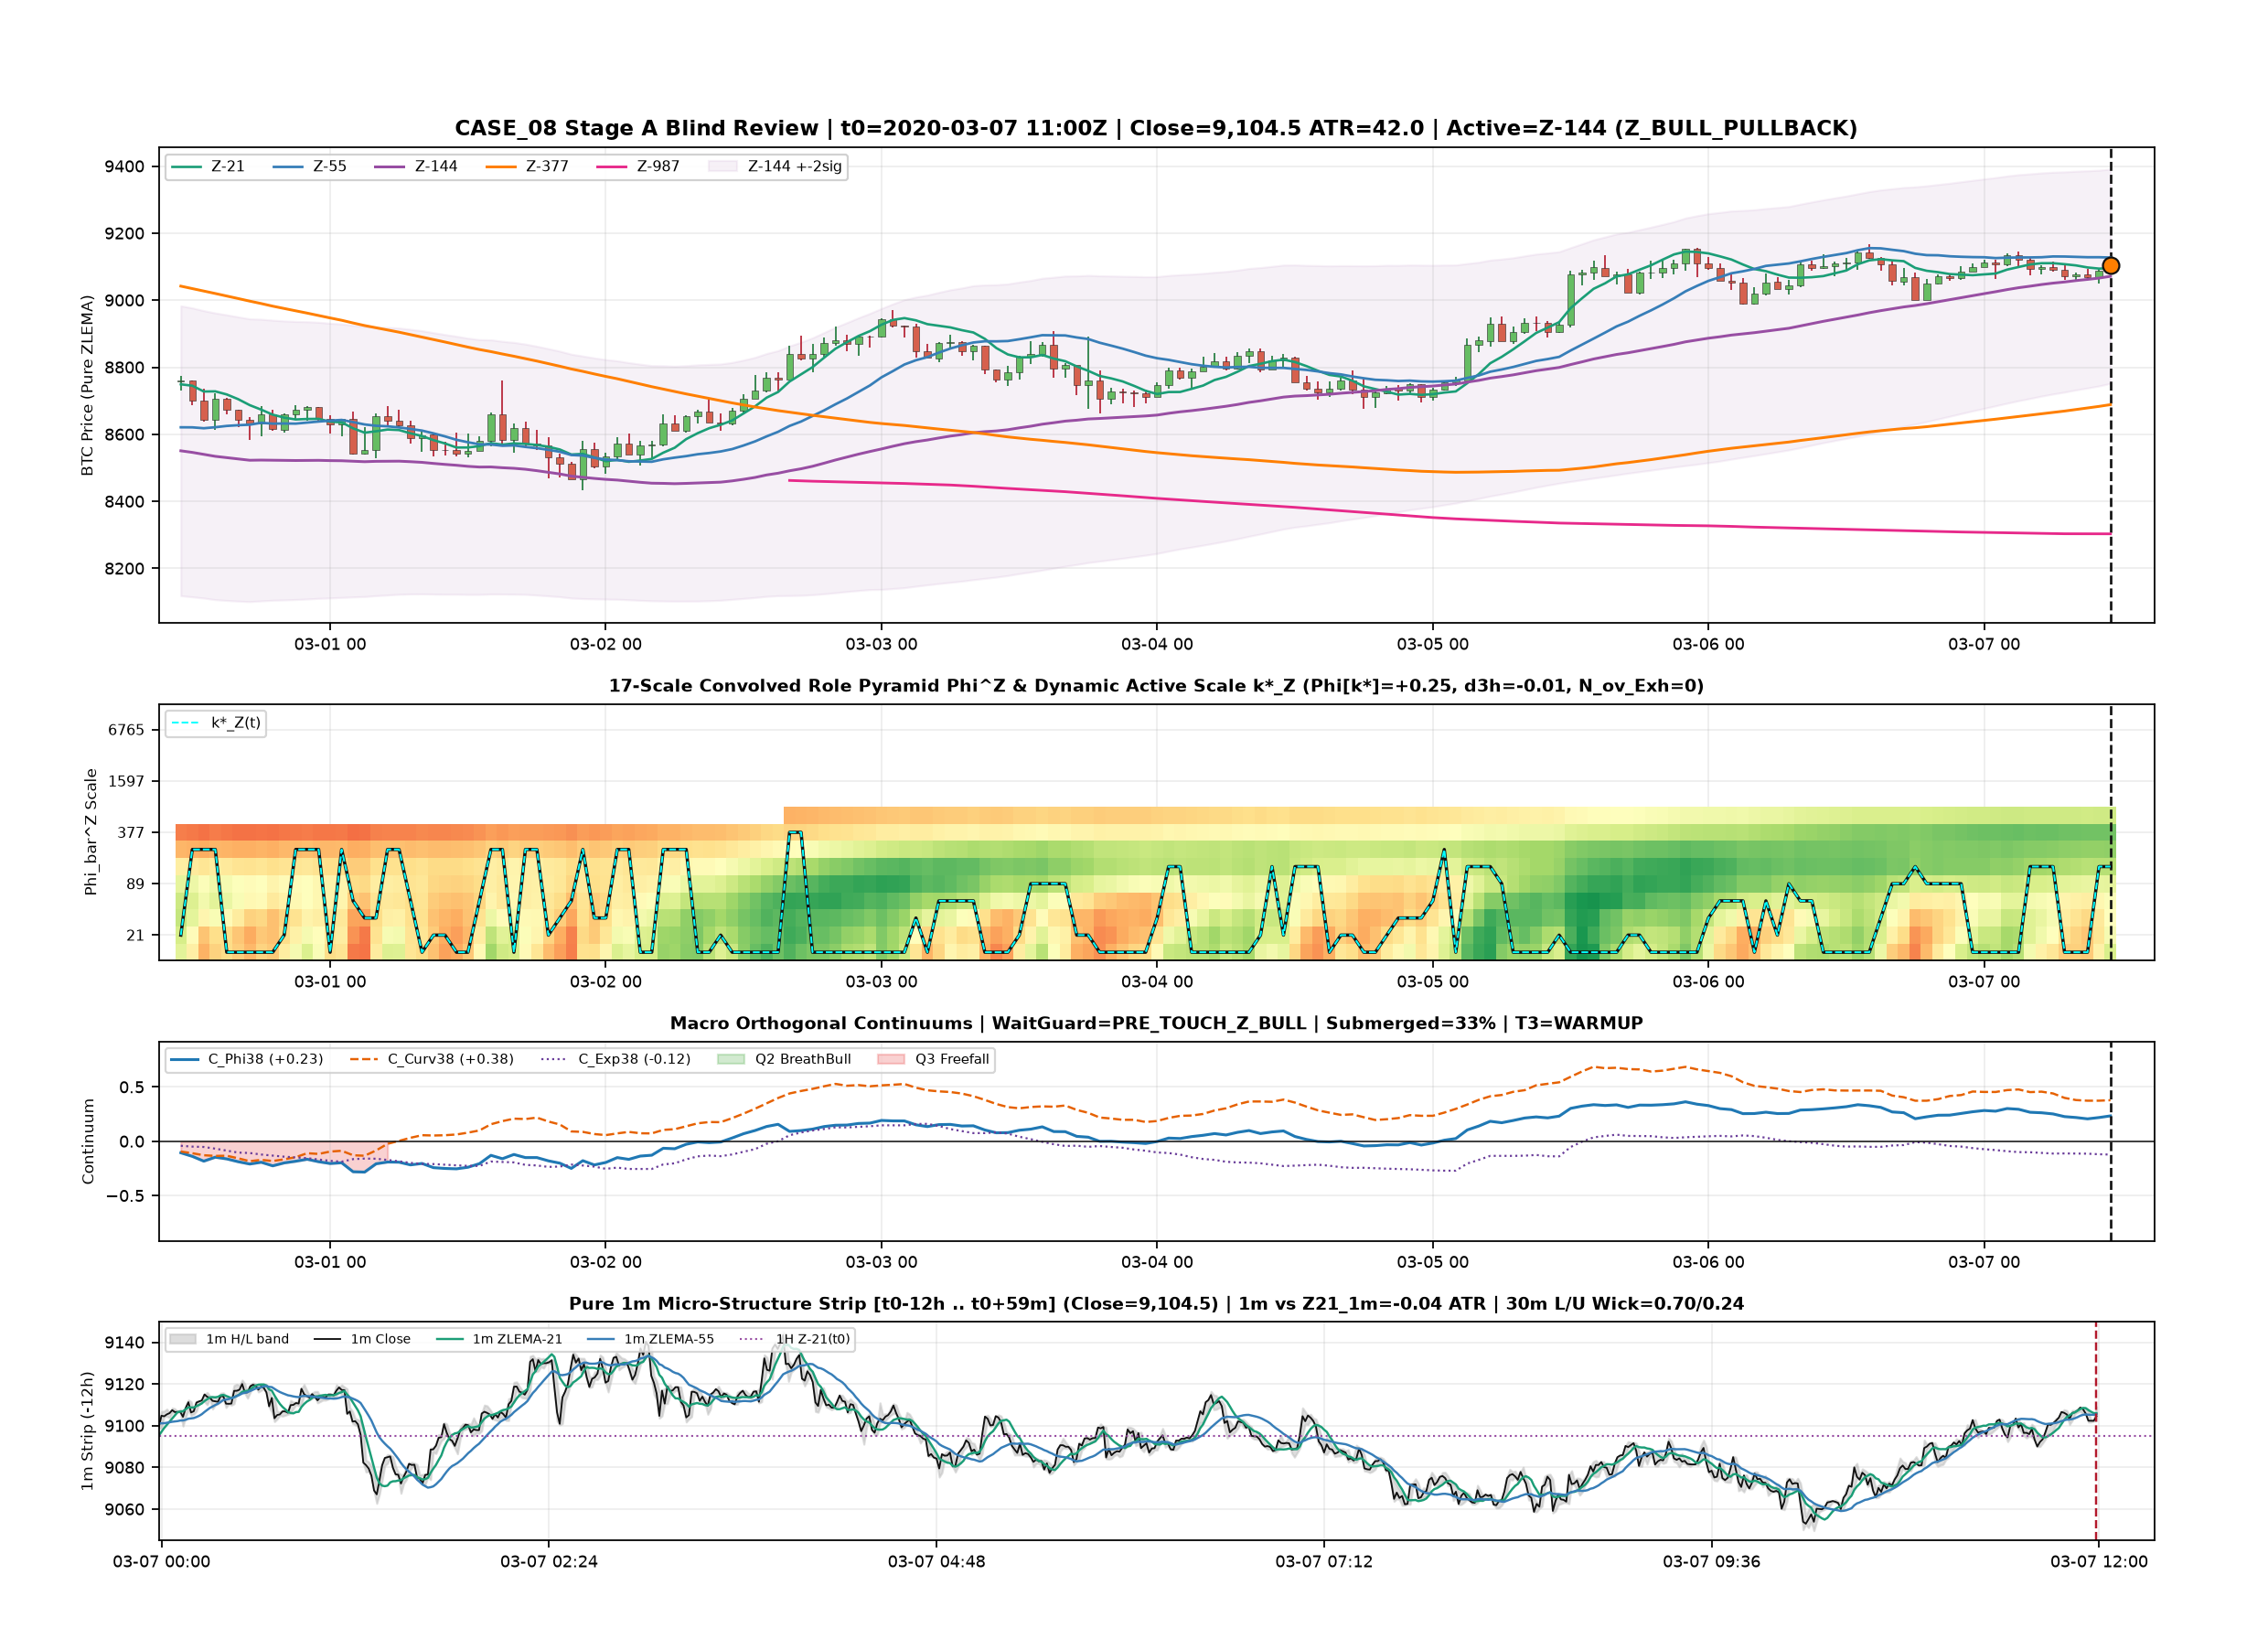 CASE_08 Stage A Blind Review | t0=2020-03-07 11:00Z | Close=9,104.5 ATR=42.0 | Active=Z-144 (Z_BULL_PULLBACK)
Z-21 Z-55 Z-144 Z-377 Z-987 Z-144 +-2sig
BTC Price (Pure ZLEMA)
9400
9200
9000
8800
8600
8400
8200
03-01 00 03-02 00 03-03 00 03-04 00 03-05 00 03-06 00 03-07 00
17-Scale Convolved Role Pyramid Phi^Z & Dynamic Active Scale k*_Z (Phi[k*]=+0.25, d3h=-0.01, N_ov_Exh=0)
k*_Z(t)
Phi_bar^Z Scale
6765
1597
377
89
21
03-01 00 03-02 00 03-03 00 03-04 00 03-05 00 03-06 00 03-07 00
Macro Orthogonal Continuums | WaitGuard=PRE_TOUCH_Z_BULL | Submerged=33% | T3=WARMUP
C_Phi38 (+0.23) C_Curv38 (+0.38) C_Exp38 (-0.12) Q2 BreathBull Q3 Freefall
Continuum
0.5
0.0
−0.5
03-01 00 03-02 00 03-03 00 03-04 00 03-05 00 03-06 00 03-07 00
Pure 1m Micro-Structure Strip [t0-12h .. t0+59m] (Close=9,104.5) | 1m vs Z21_1m=-0.04 ATR | 30m L/U Wick=0.70/0.24
1m H/L band 1m Close 1m ZLEMA-21 1m ZLEMA-55 1H Z-21(t0)
1m Strip (-12h)
9140
9120
9100
9080
9060
03-07 00:00 03-07 02:24 03-07 04:48 03-07 07:12 03-07 09:36 03-07 12:00